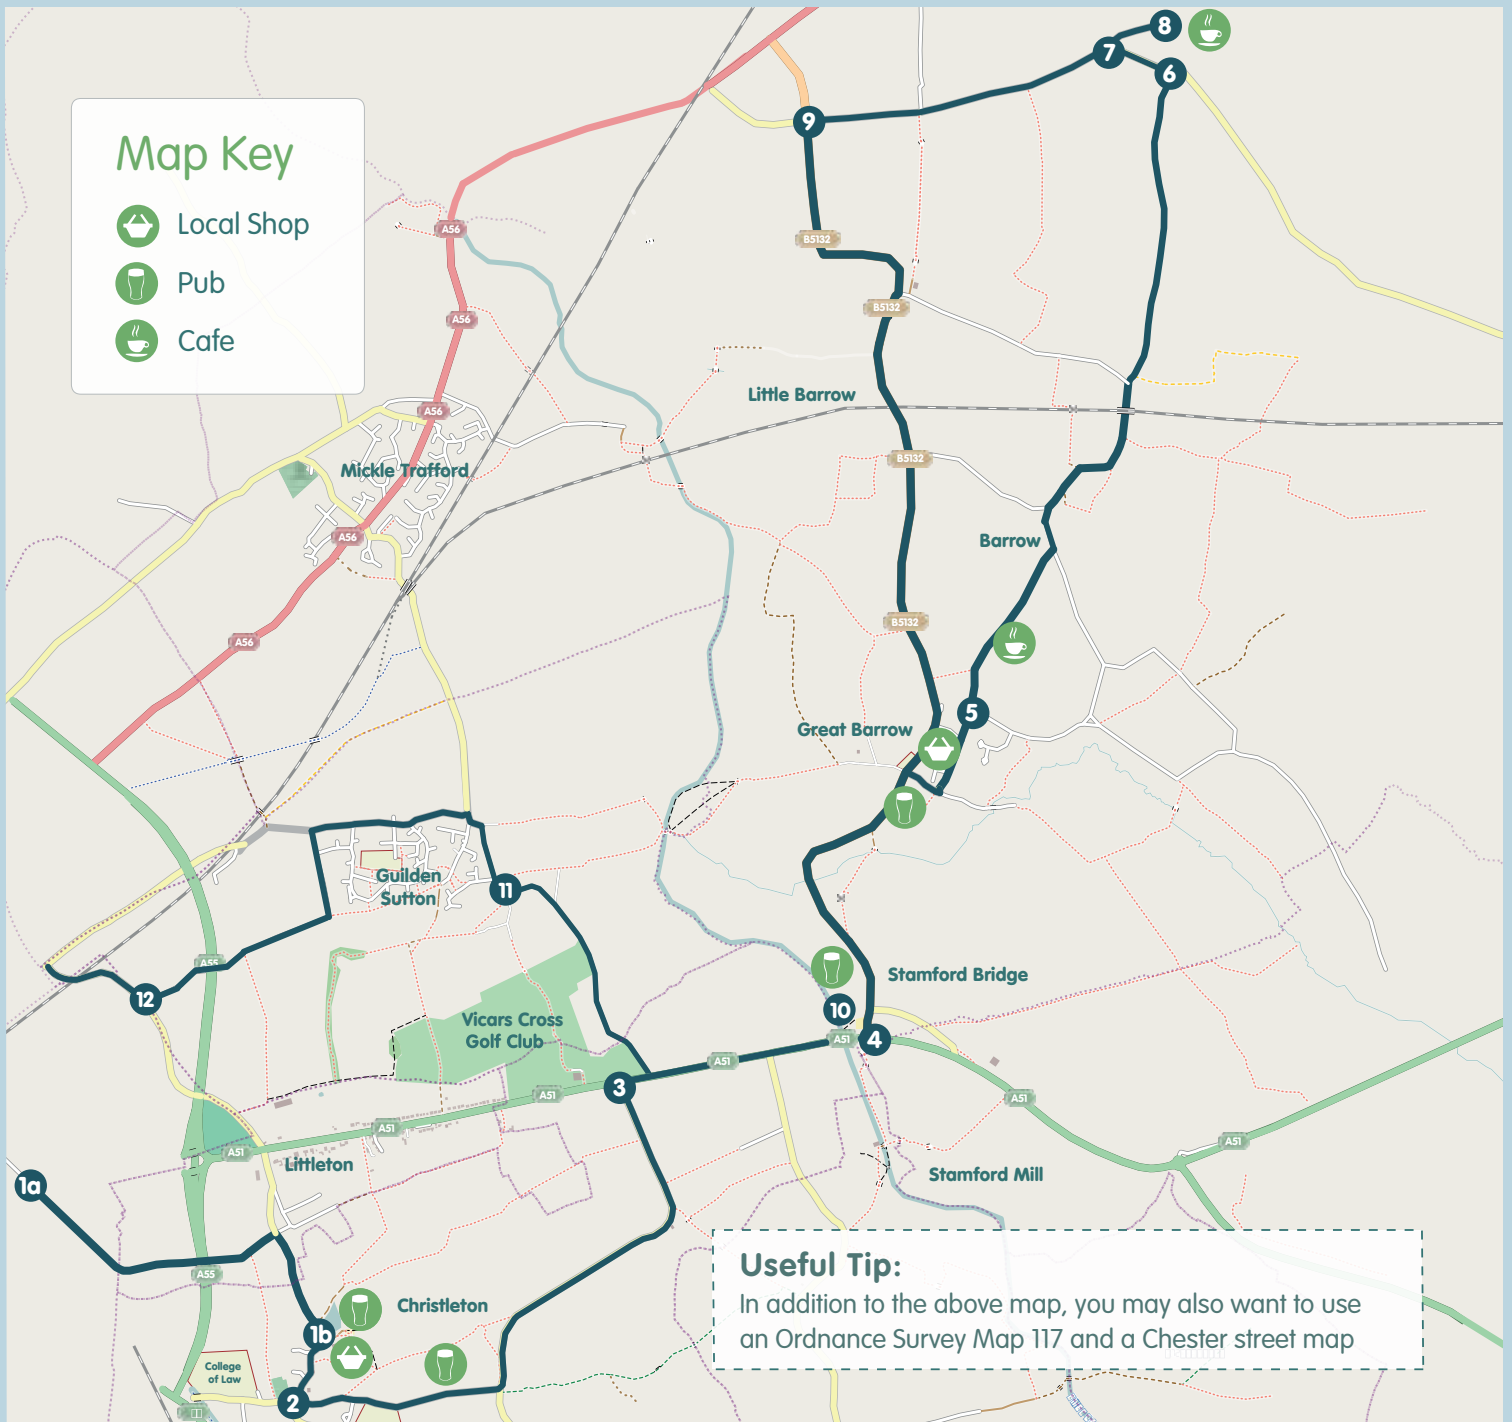 8
7
6
9
Map Key
Local Shop
Pub
Cafe
A56
B5132
A56
B5132
Little Barrow
A56
B5132
Mickle Trafford
A56
Barrow
B5132
A56
5
Great Barrow
Guilden
Sutton
11
A55
12
Stamford Bridge
10
4
Vicars Cross
Golf Club
A51
A51
3
A51
A51
A51
A51
A51
Littleton
Stamford Mill
1a
A55
Useful Tip:
In addition to the above map, you may also want to use
an Ordnance Survey Map 117 and a Chester street map
Christleton
1b
College
of Law
2